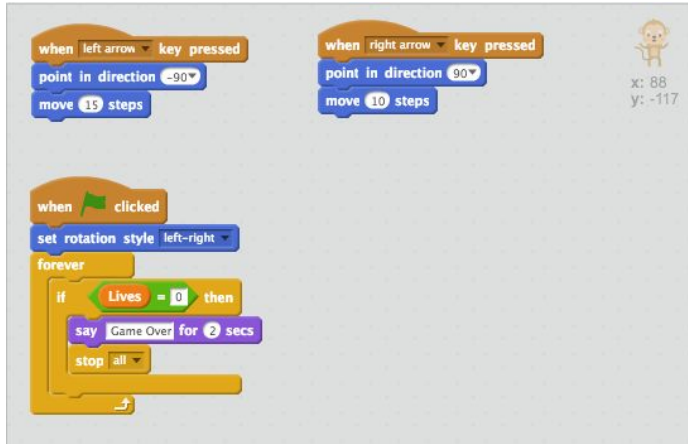 when left arrow key pressed
point in direction -90
move 15 steps
when right arrow key pressed
point in direction 90
move 10 steps
x: 88
y: -117
when clicked
set rotation style left-right
forever
if Lives = 0 then
say Game Over for 2 secs
stop all